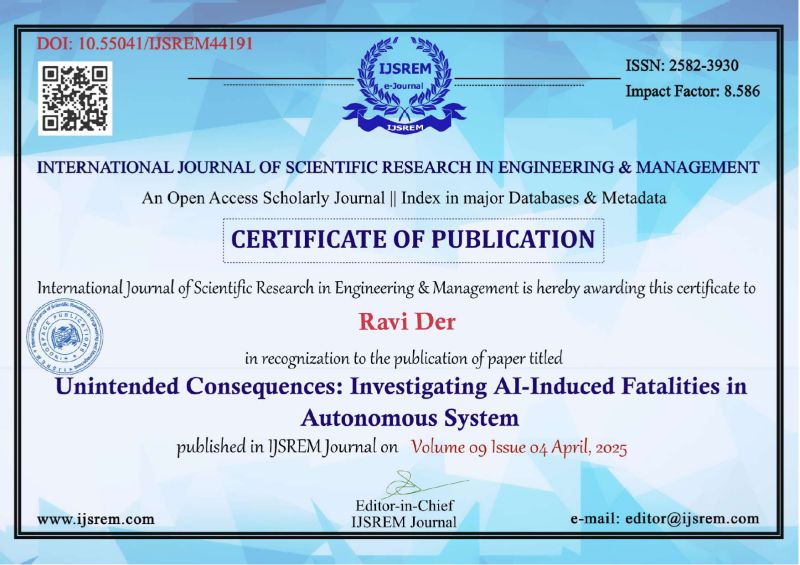 DOI: 10.55041/IJSREM44191
IJSREM
e-Journal
IJSREM
ISSN: 2582-3930
Impact Factor: 8.586
INTERNATIONAL JOURNAL OF SCIENTIFIC RESEARCH IN ENGINEERING & MANAGEMENT
An Open Access Scholarly Journal || Index in major Databases & Metadata
CERTIFICATE OF PUBLICATION
International Journal of Scientific Research in Engineering & Management is hereby awarding this certificate to
Ravi Der
in recognization to the publication of paper titled
Unintended Consequences: Investigating AI-Induced Fatalities in
Autonomous System
published in IJSREM Journal on Volume 09 Issue 04 April, 2025
Editor-in-Chief
IJSREM Journal
www.ijsrem.com
e-mail: editor@ijsrem.com